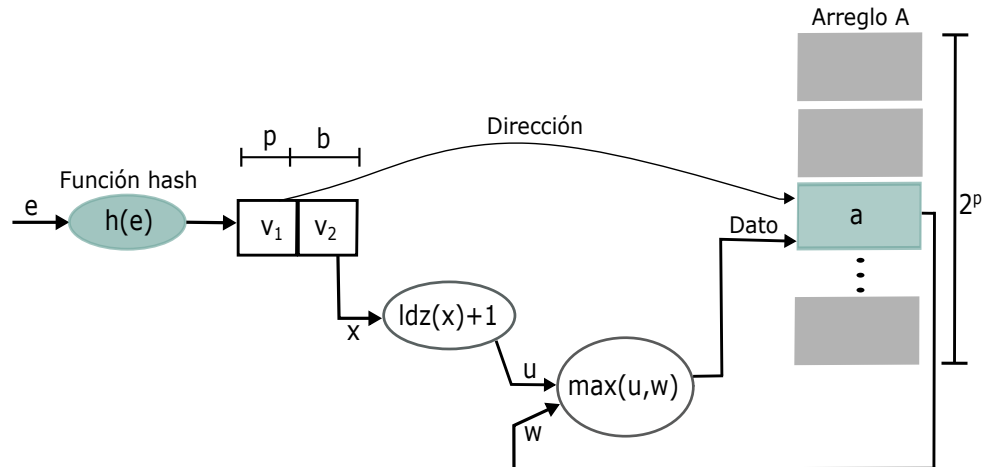 Arreglo A
p
b
Dirección
Función hash
e
h(e)
v₁
v₂
a
2ᵖ
Dato
x
ldz(x)+1
u
max(u,w)
w